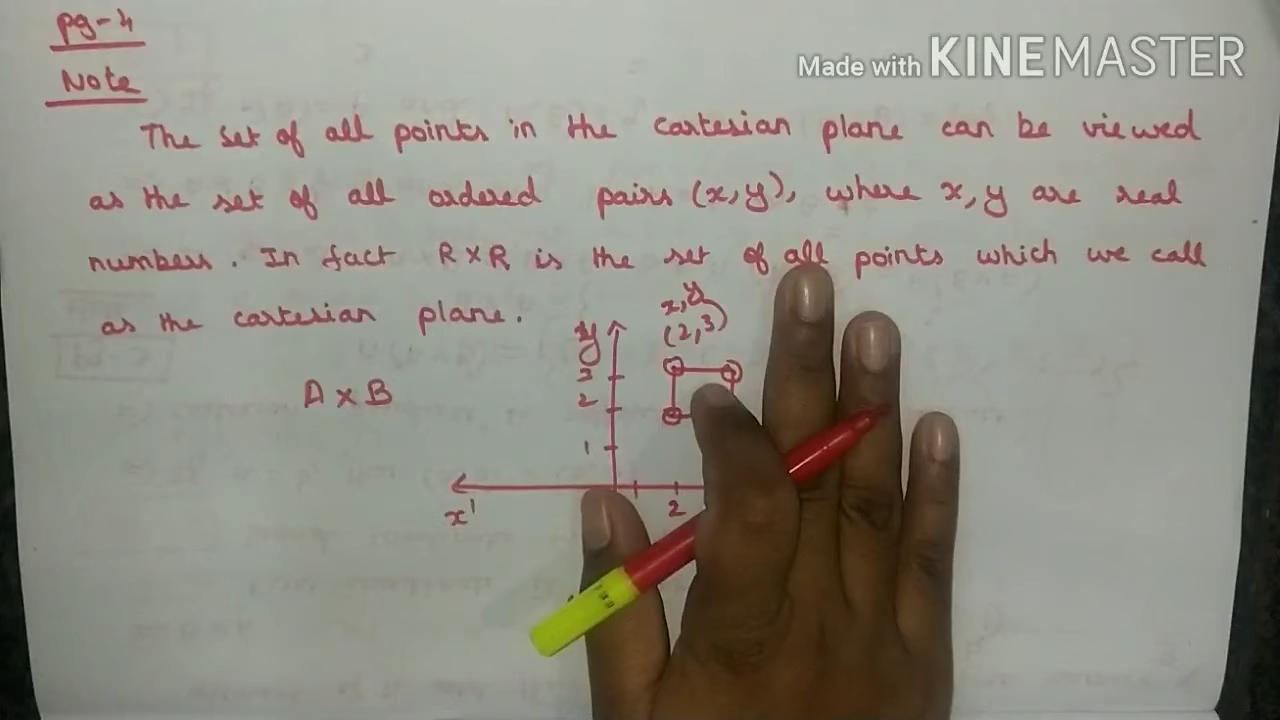 pg-4
Note
Made with KINEMASTER
The set of all points in the cartesian plane can be viewed
as the set of all ordered pairs (x,y), where x, y are real
numbers. In fact R×R is the set of all points which we call
as the cartesian plane.
x,y
(2,3)
y
3
A × B
2
1
x'
2